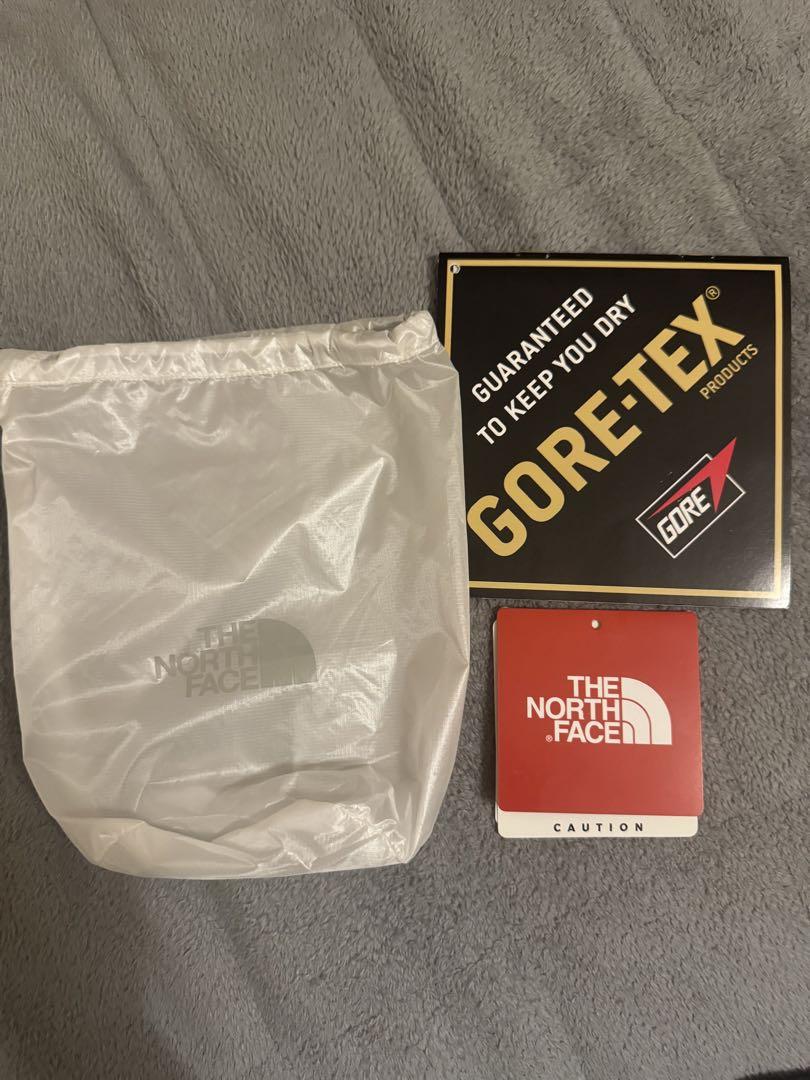 GUARANTEED
TO KEEP YOU DRY
GORE-TEX®
PRODUCTS
GORE
THE
NORTH
FACE
THE
NORTH
® FACE
CAUTION